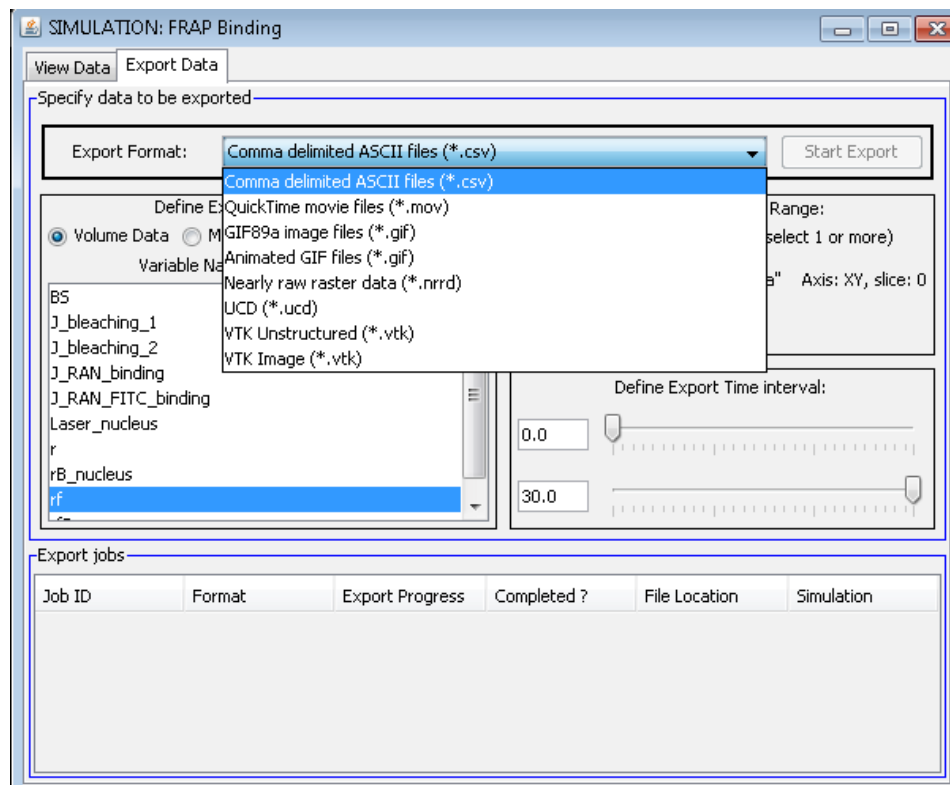 SIMULATION: FRAP Binding
View Data Export Data
Specify data to be exported
Export Format: Comma delimited ASCII files (*.csv) Start Export
Comma delimited ASCII files (*.csv)
QuickTime movie files (*.mov)
GIF89a image files (*.gif)
Animated GIF files (*.gif)
Nearly raw raster data (*.nrrd)
UCD (*.ucd)
VTK Unstructured (*.vtk)
VTK Image (*.vtk)
Define E
Volume Data M
Variable Na
BS
J_bleaching_1
J_bleaching_2
J_RAN_binding
J_RAN_FITC_binding
Laser_nucleus
r
rB_nucleus
rf
Range:
select 1 or more)
a" Axis: XY, slice: 0
Define Export Time interval:
0.0
30.0
Export jobs
Job ID Format Export Progress Completed ? File Location Simulation